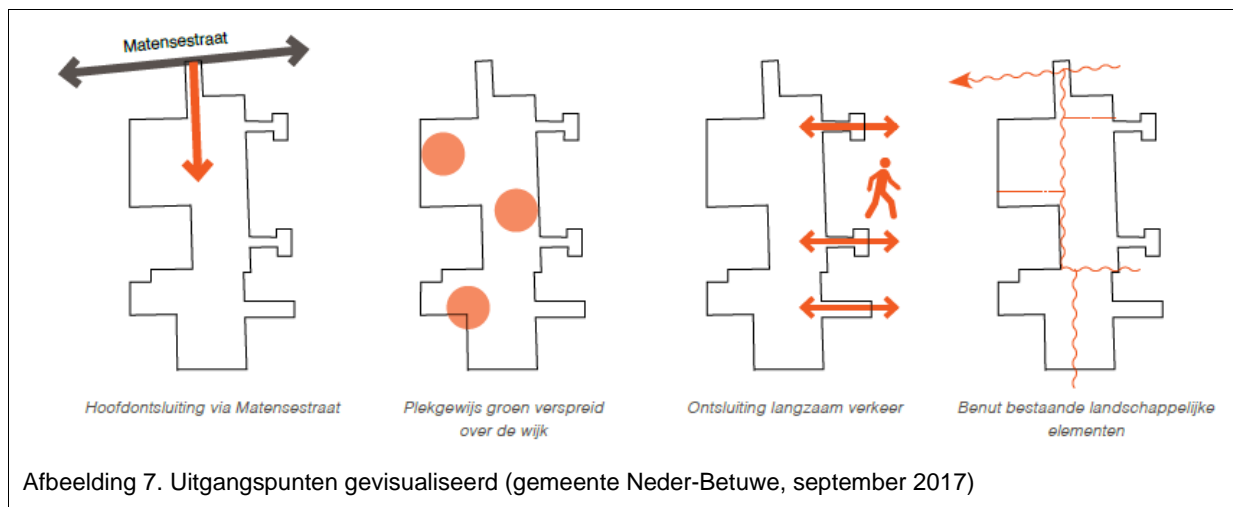 Matensestraat
Hoofdontsluiting via Matensestraat
Plekgewijs groen verspreid
over de wijk
Ontsluiting langzaam verkeer
Benut bestaande landschappelijke
elementen
Afbeelding 7. Uitgangspunten gevisualiseerd (gemeente Neder-Betuwe, september 2017)